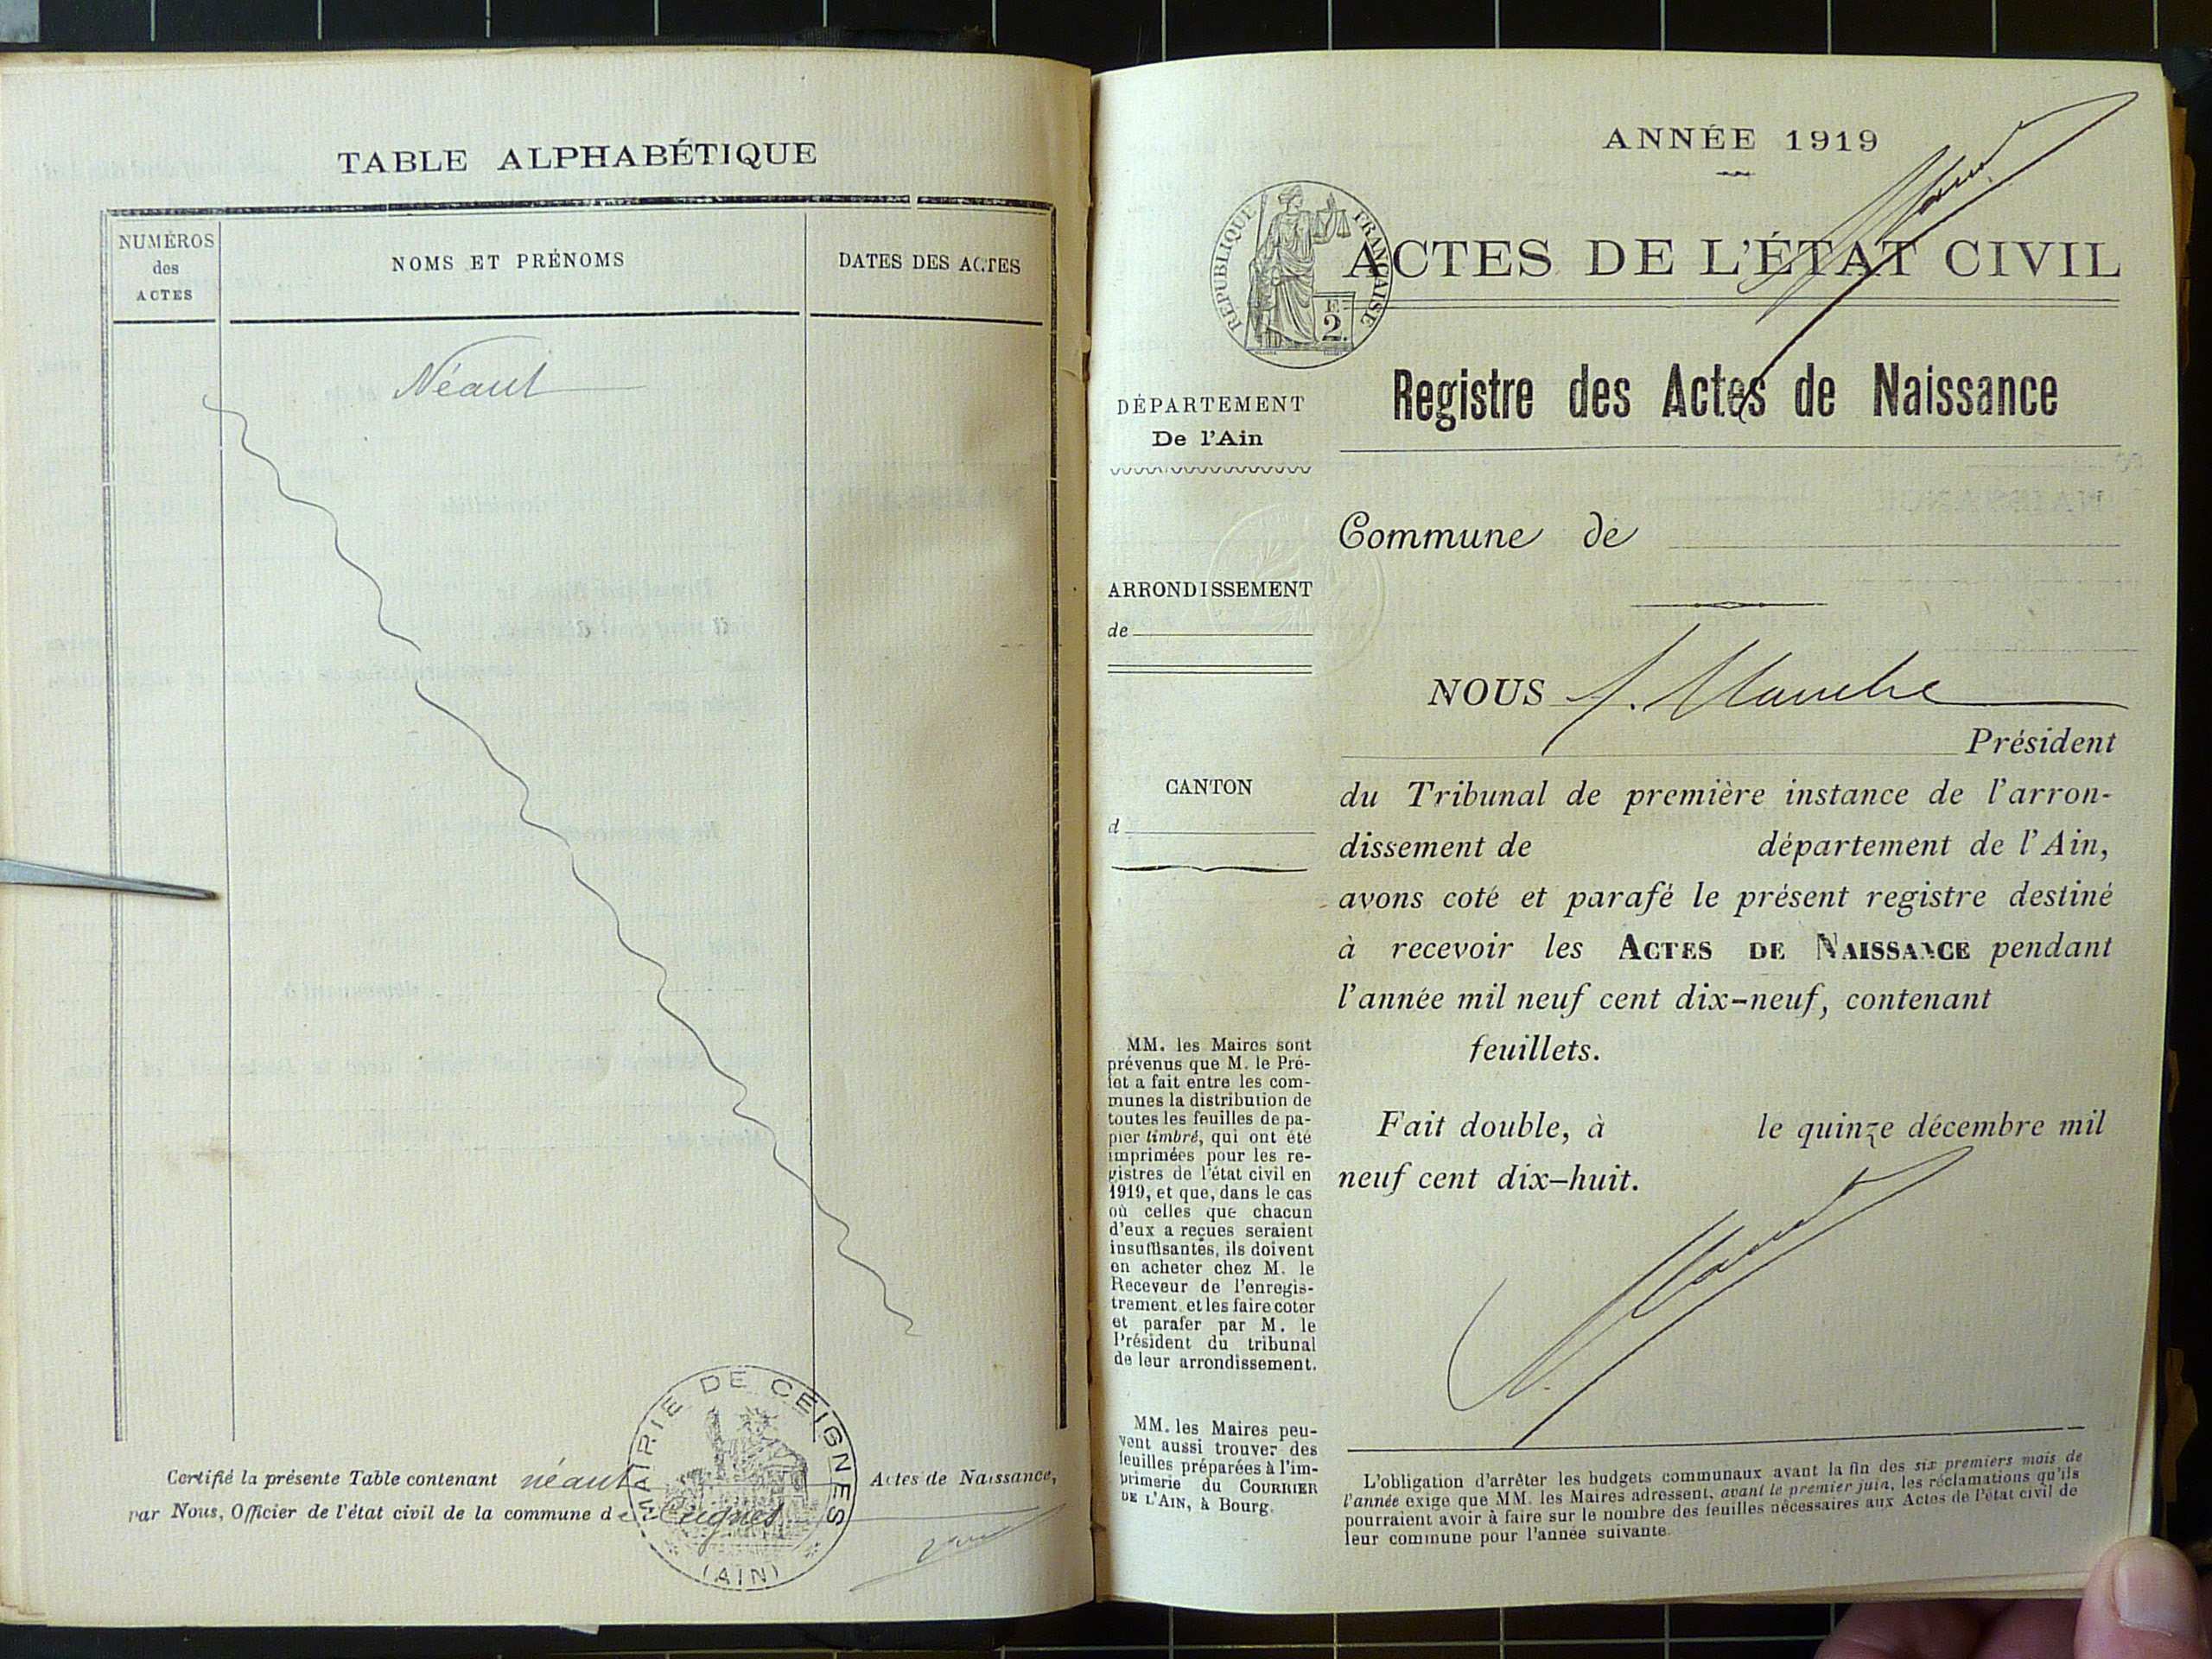 TABLE ALPHABÉTIQUE
NUMÉROS
des
ACTES
NOMS ET PRÉNOMS
DATES DES ACTES
Néant
Certifié la présente Table contenant néant Actes de Naissance,
par Nous, Officier de l'état civil de la commune de Ceignes
MAIRIE DE CEIGNES
(AIN)
ANNÉE 1919
RÉPUBLIQUE FRANÇAISE
2.
ACTES DE L'ÉTAT CIVIL
Registre des Actes de Naissance
DÉPARTEMENT
De l'Ain
Commune de
ARRONDISSEMENT
de
NOUS
Président
CANTON
d
du Tribunal de première instance de l'arron-
dissement de département de l'Ain,
avons coté et parafé le présent registre destiné
à recevoir les ACTES DE NAISSANCE pendant
l'année mil neuf cent dix-neuf, contenant
feuillets.
Fait double, à le quinze décembre mil
neuf cent dix-huit.
MM. les Maires sont
prévenus que M. le Pré-
fet a fait entre les com-
munes la distribution de
toutes les feuilles de pa-
pier timbré, qui ont été
imprimées pour les re-
gistres de l'état civil en
1919, et que, dans le cas
où celles que chacun
d'eux a reçues seraient
insuffisantes, ils doivent
en acheter chez M. le
Receveur de l'enregis-
trement, et les faire coter
et parafer par M. le
Président du tribunal
de leur arrondissement.
MM. les Maires peu-
vent aussi trouver des
feuilles préparées à l'im-
primerie du COURRIER
DE L'AIN, à Bourg.
L'obligation d'arrêter les budgets communaux avant la fin des six premiers mois de
l'année exige que MM. les Maires adressent, avant le premier juin, les réclamations qu'ils
pourraient avoir à faire sur le nombre des feuilles nécessaires aux Actes de l'état civil de
leur commune pour l'année suivante.